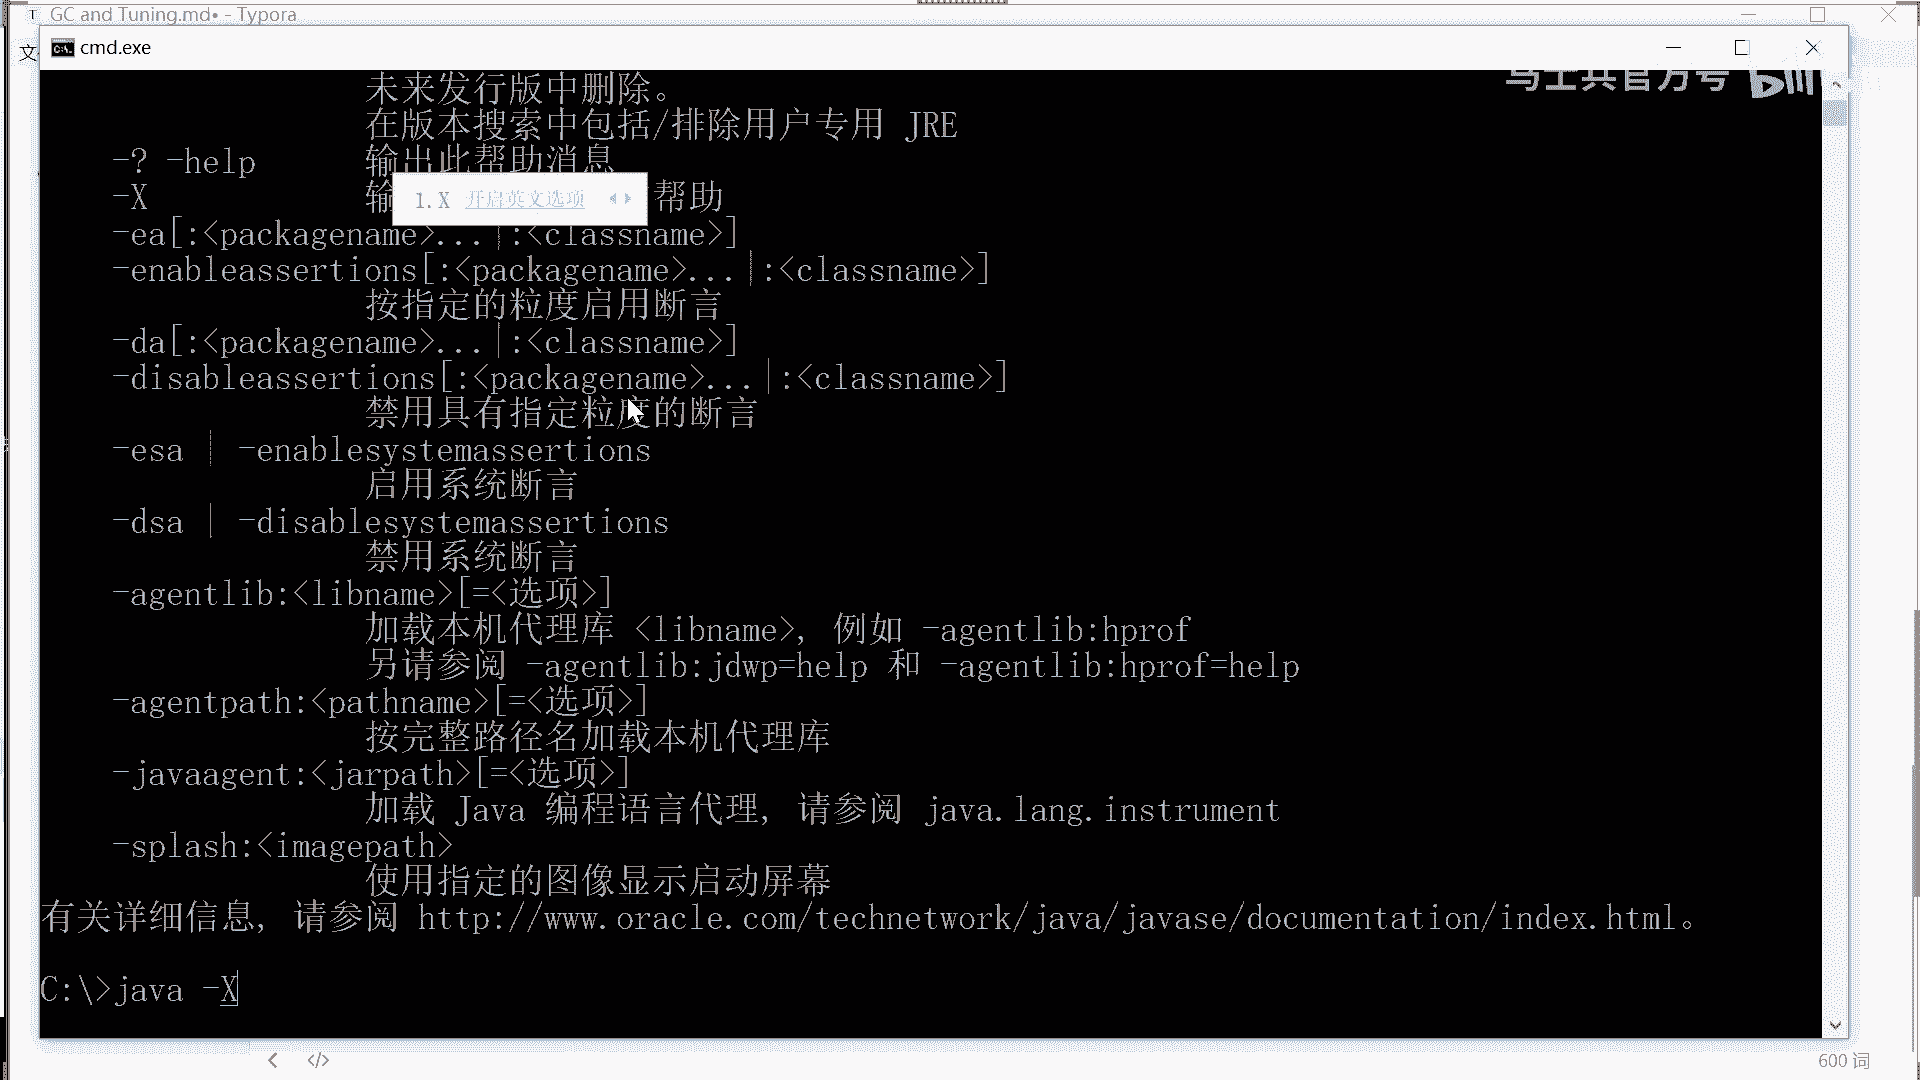 GC and Tuning.md• - Typora
文
cmd.exe
马士兵官方号 bilibili
未来发行版中删除。
在版本搜索中包括/排除用户专用 JRE
-? -help 输出此帮助消息
-X 输 帮助
1.X 开启英文选项
-ea[:<packagename>...|:<classname>]
-enableassertions[:<packagename>...|:<classname>]
按指定的粒度启用断言
-da[:<packagename>...|:<classname>]
-disableassertions[:<packagename>...|:<classname>]
禁用具有指定粒度的断言
-esa | -enablesystemassertions
启用系统断言
-dsa | -disablesystemassertions
禁用系统断言
-agentlib:<libname>[=<选项>]
加载本机代理库 <libname>, 例如 -agentlib:hprof
另请参阅 -agentlib:jdwp=help 和 -agentlib:hprof=help
-agentpath:<pathname>[=<选项>]
按完整路径名加载本机代理库
-javaagent:<jarpath>[=<选项>]
加载 Java 编程语言代理, 请参阅 java.lang.instrument
-splash:<imagepath>
使用指定的图像显示启动屏幕
有关详细信息, 请参阅 http://www.oracle.com/technetwork/java/javase/documentation/index.html。
C:\>java -X
600 词